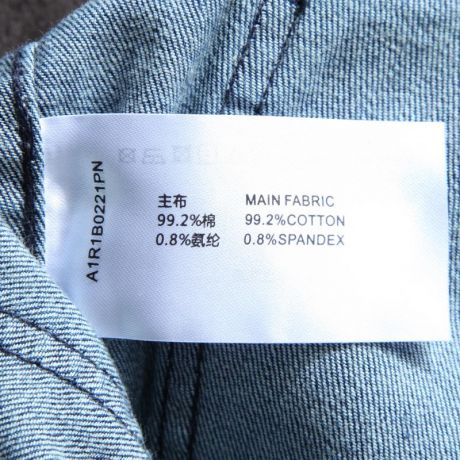 A1R1B0221PN
主布 MAIN FABRIC
99.2%棉 99.2%COTTON
0.8%氨纶 0.8%SPANDEX